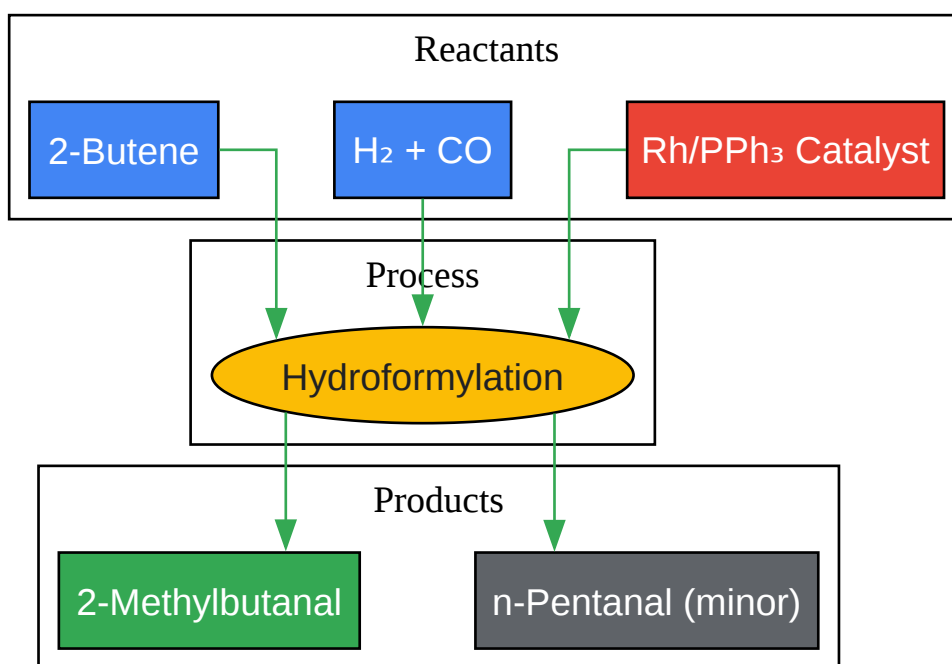 Reactants
2-Butene
H₂ + CO
Rh/PPh₃ Catalyst
Process
Hydroformylation
Products
2-Methylbutanal
n-Pentanal (minor)